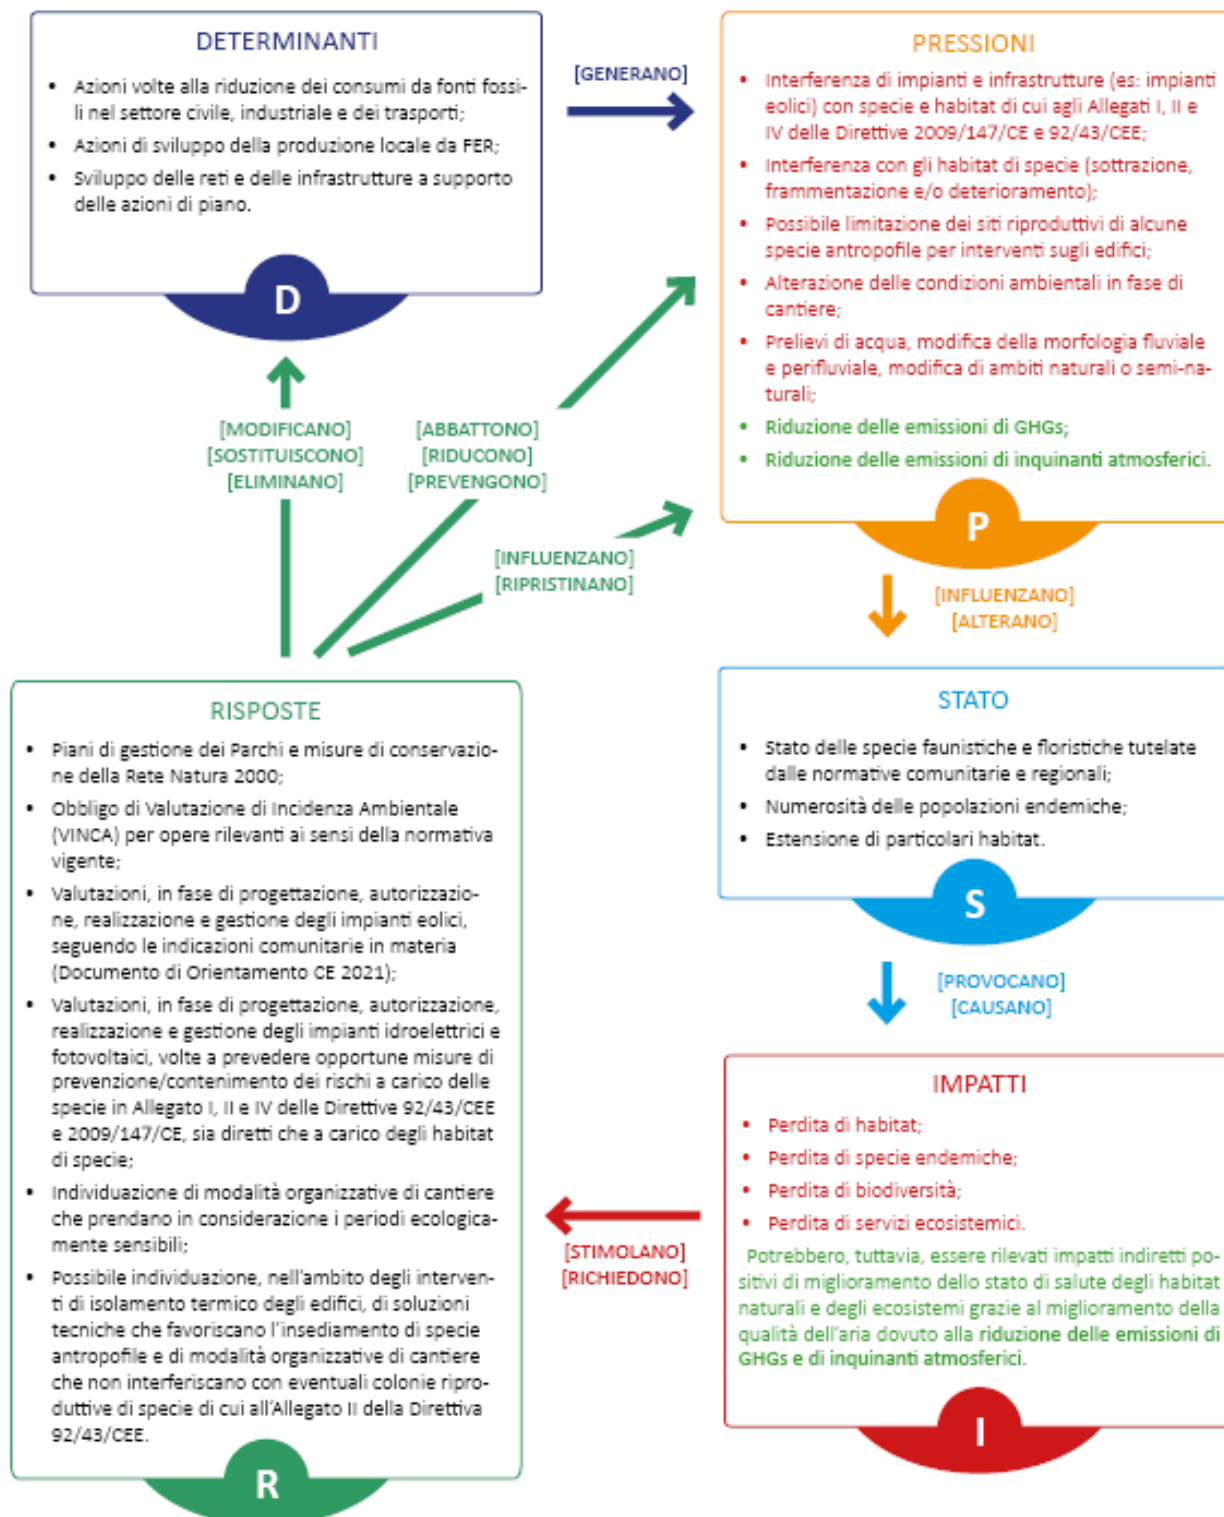 DETERMINANTI
• Azioni volte alla riduzione dei consumi da fonti fossi-
li nel settore civile, industriale e dei trasporti;
• Azioni di sviluppo della produzione locale da FER;
• Sviluppo delle reti e delle infrastrutture a supporto
delle azioni di piano.
D
[GENERANO]
PRESSIONI
• Interferenza di impianti e infrastrutture (es: impianti
eolici) con specie e habitat di cui agli Allegati I, II e
IV delle Direttive 2009/147/CE e 92/43/CEE;
• Interferenza con gli habitat di specie (sottrazione,
frammentazione e/o deterioramento);
• Possibile limitazione dei siti riproduttivi di alcune
specie antropofile per interventi sugli edifici;
• Alterazione delle condizioni ambientali in fase di
cantiere;
• Prelievi di acqua, modifica della morfologia fluviale
e perifluviale, modifica di ambiti naturali o semi-na-
turali;
• Riduzione delle emissioni di GHGs;
• Riduzione delle emissioni di inquinanti atmosferici.
P
[MODIFICANO]
[SOSTITUISCONO]
[ELIMINANO]
[ABBATTONO]
[RIDUCONO]
[PREVENGONO]
[INFLUENZANO]
[RIPRISTINANO]
[INFLUENZANO]
[ALTERANO]
STATO
• Stato delle specie faunistiche e floristiche tutelate
dalle normative comunitarie e regionali;
• Numerosità delle popolazioni endemiche;
• Estensione di particolari habitat.
S
[PROVOCANO]
[CAUSANO]
IMPATTI
• Perdita di habitat;
• Perdita di specie endemiche;
• Perdita di biodiversità;
• Perdita di servizi ecosistemici.
Potrebbero, tuttavia, essere rilevati impatti indiretti po-
sitivi di miglioramento dello stato di salute degli habitat
naturali e degli ecosistemi grazie al miglioramento della
qualità dell'aria dovuto alla riduzione delle emissioni di
GHGs e di inquinanti atmosferici.
I
[STIMOLANO]
[RICHIEDONO]
RISPOSTE
• Piani di gestione dei Parchi e misure di conservazio-
ne della Rete Natura 2000;
• Obbligo di Valutazione di Incidenza Ambientale
(VINCA) per opere rilevanti ai sensi della normativa
vigente;
• Valutazioni, in fase di progettazione, autorizzazio-
ne, realizzazione e gestione degli impianti eolici,
seguendo le indicazioni comunitarie in materia
(Documento di Orientamento CE 2021);
• Valutazioni, in fase di progettazione, autorizzazione,
realizzazione e gestione degli impianti idroelettrici e
fotovoltaici, volte a prevedere opportune misure di
prevenzione/contenimento dei rischi a carico delle
specie in Allegato I, II e IV delle Direttive 92/43/CEE
e 2009/147/CE, sia diretti che a carico degli habitat
di specie;
• Individuazione di modalità organizzative di cantiere
che prendano in considerazione i periodi ecologica-
mente sensibili;
• Possibile individuazione, nell'ambito degli interven-
ti di isolamento termico degli edifici, di soluzioni
tecniche che favoriscano l'insediamento di specie
antropofile e di modalità organizzative di cantiere
che non interferiscano con eventuali colonie ripro-
duttive di specie di cui all'Allegato II della Direttiva
92/43/CEE.
R